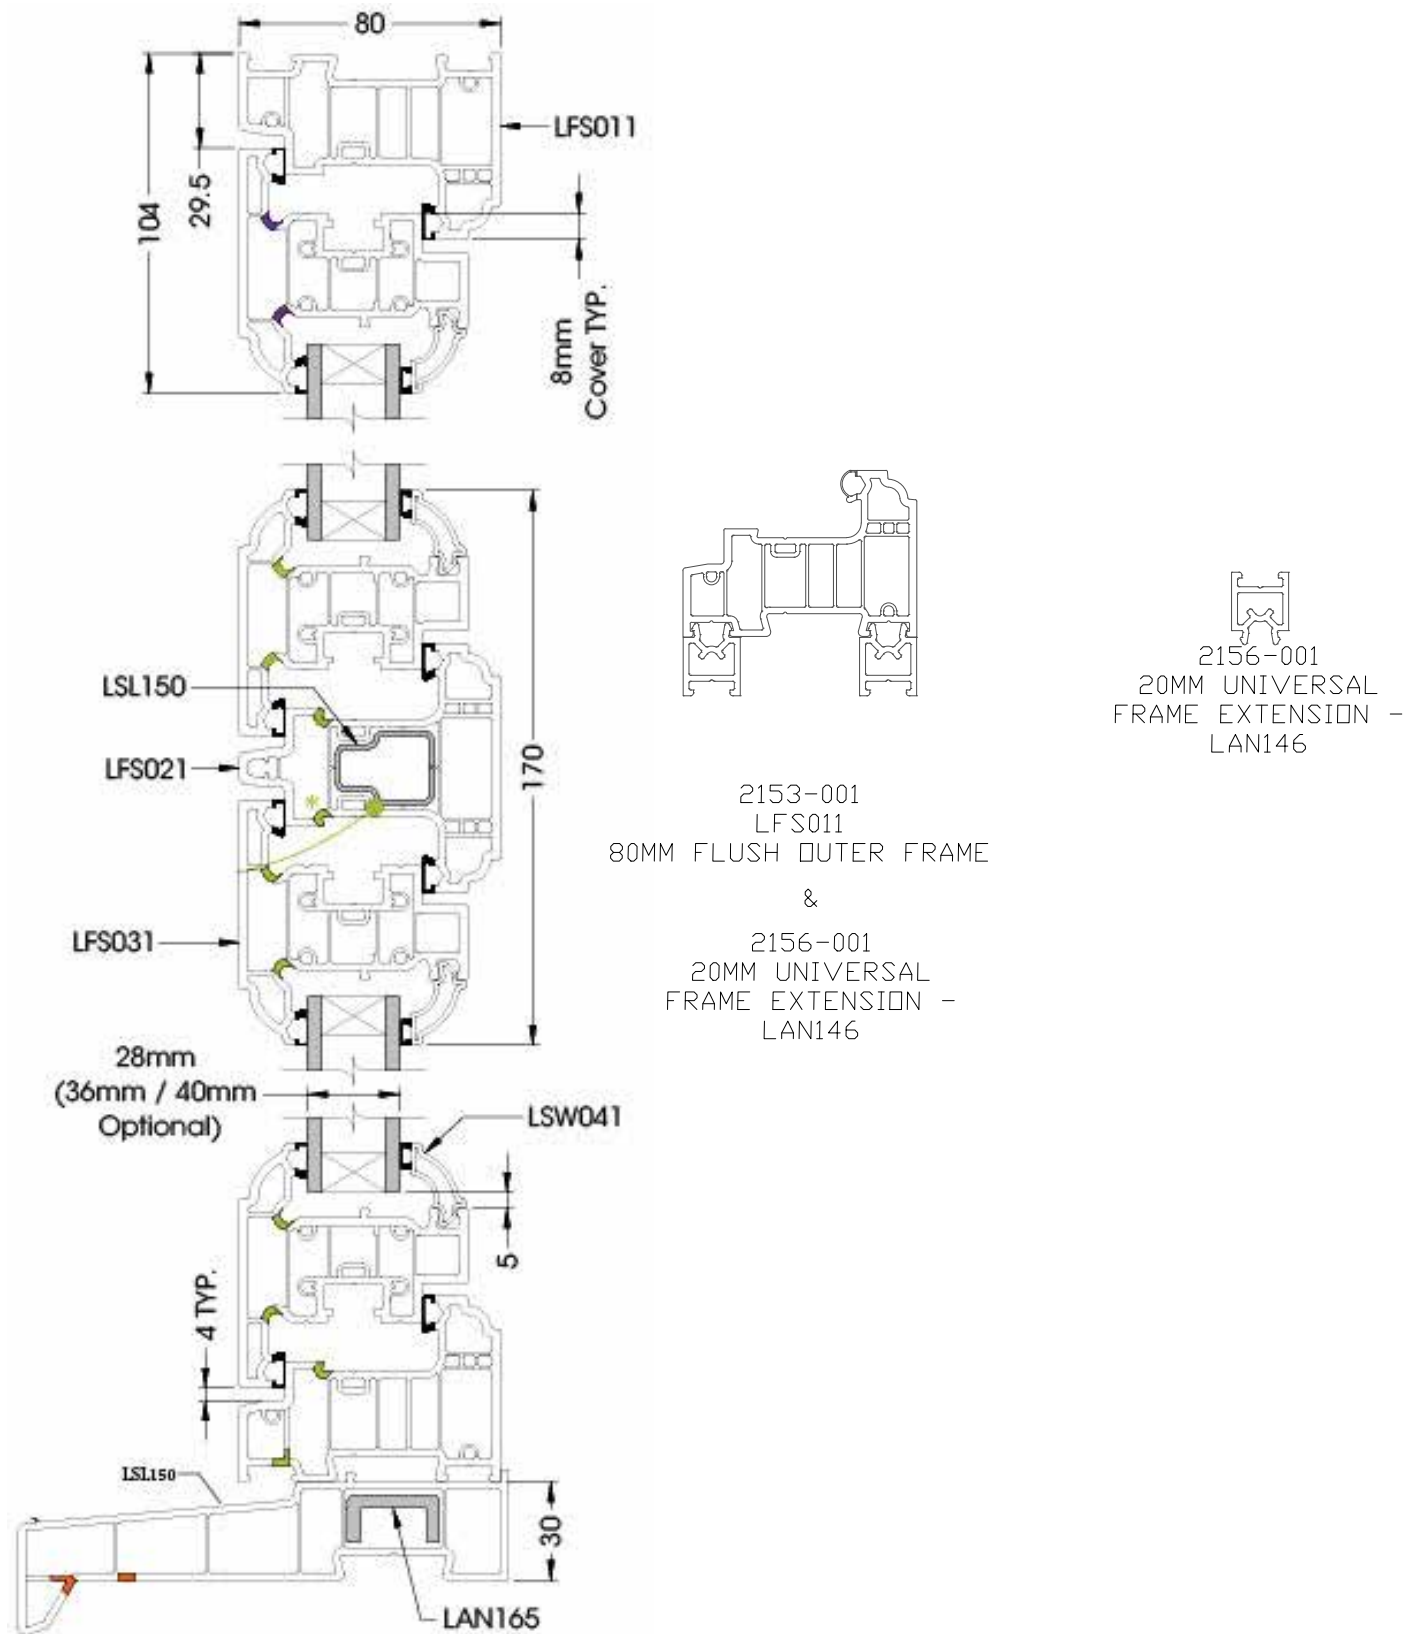 80
LFS011
29.5
104
8mm
Cover TYP.
LSL150
LFS021
170
LFS031
28mm
(36mm / 40mm
Optional)
LSW041
5
4 TYP.
LSL150
30
LAN165
2153-001
LFS011
80MM FLUSH OUTER FRAME
&
2156-001
20MM UNIVERSAL
FRAME EXTENSION -
LAN146
2156-001
20MM UNIVERSAL
FRAME EXTENSION -
LAN146